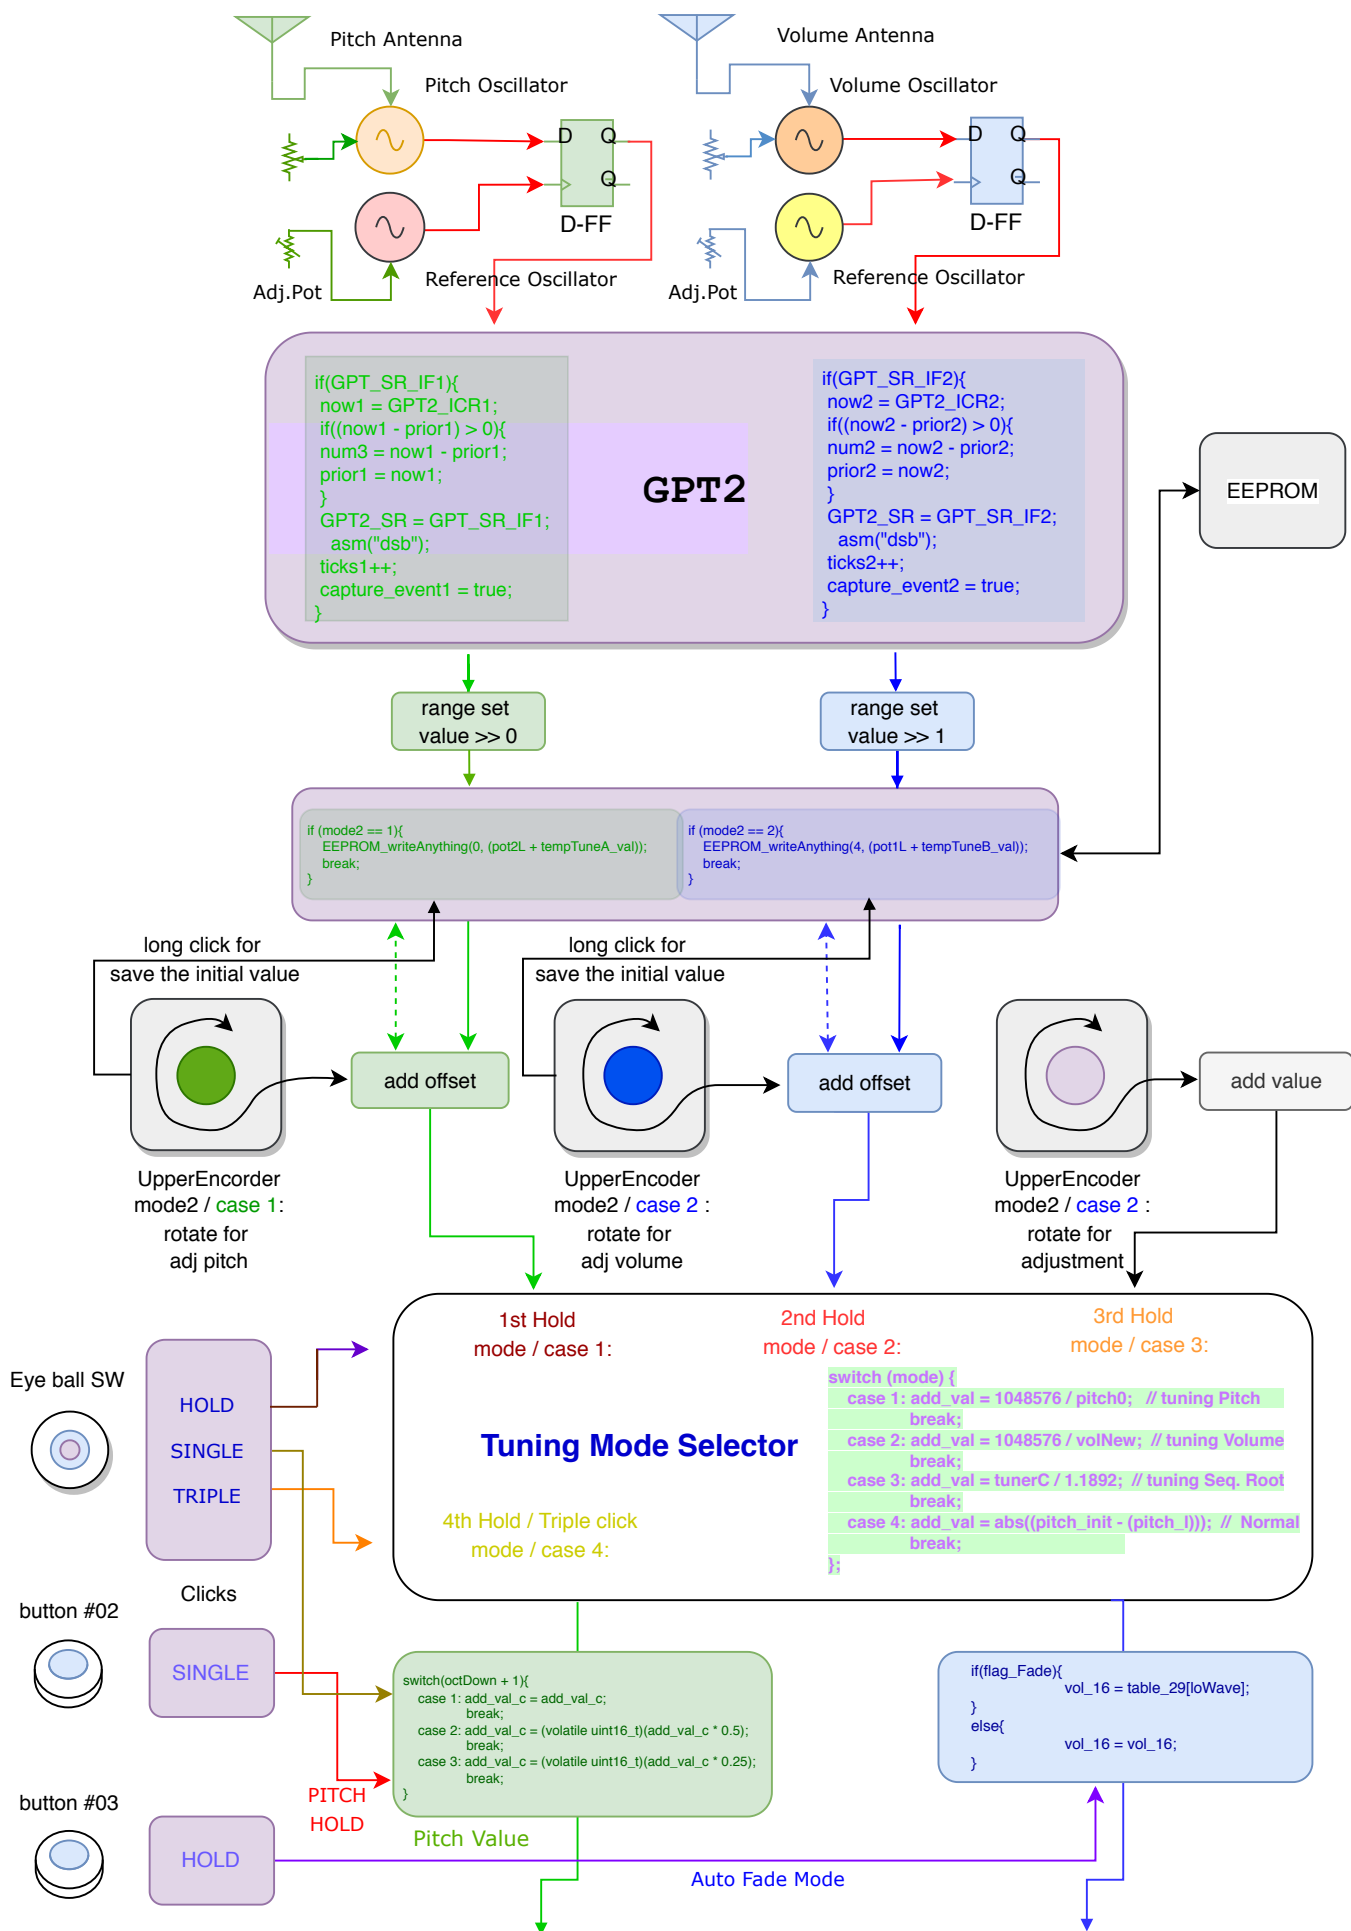 Pitch Antenna
Volume Antenna
Pitch Oscillator
Volume Oscillator
D Q
Q
D-FF
D Q
Q
D-FF
Adj.Pot
Reference Oscillator
Adj.Pot
Reference Oscillator
if(GPT_SR_IF1){
now1 = GPT2_ICR1;
if((now1 - prior1) > 0){
num3 = now1 - prior1;
prior1 = now1;
}
GPT2_SR = GPT_SR_IF1;
asm("dsb");
ticks1++;
capture_event1 = true;
}
GPT2
if(GPT_SR_IF2){
now2 = GPT2_ICR2;
if((now2 - prior2) > 0){
num2 = now2 - prior2;
prior2 = now2;
}
GPT2_SR = GPT_SR_IF2;
asm("dsb");
ticks2++;
capture_event2 = true;
}
EEPROM
range set
value >> 0
range set
value >> 1
if (mode2 == 1){
EEPROM_writeAnything(0, (pot2L + tempTuneA_val));
break;
}
if (mode2 == 2){
EEPROM_writeAnything(4, (pot1L + tempTuneB_val));
break;
}
long click for
save the initial value
long click for
save the initial value
add offset
add offset
add value
UpperEncorder
mode2 / case 1:
rotate for
adj pitch
UpperEncoder
mode2 / case 2 :
rotate for
adj volume
UpperEncoder
mode2 / case 2 :
rotate for
adjustment
1st Hold
mode / case 1:
2nd Hold
mode / case 2:
3rd Hold
mode / case 3:
Eye ball SW
HOLD
SINGLE
TRIPLE
Clicks
Tuning Mode Selector
switch (mode) {
case 1: add_val = 1048576 / pitch0; // tuning Pitch
break;
case 2: add_val = 1048576 / volNew; // tuning Volume
break;
case 3: add_val = tunerC / 1.1892; // tuning Seq. Root
break;
case 4: add_val = abs((pitch_init - (pitch_l))); // Normal
break;
};
4th Hold / Triple click
mode / case 4:
button #02
SINGLE
switch(octDown + 1){
case 1: add_val_c = add_val_c;
break;
case 2: add_val_c = (volatile uint16_t)(add_val_c * 0.5);
break;
case 3: add_val_c = (volatile uint16_t)(add_val_c * 0.25);
break;
}
if(flag_Fade){
vol_16 = table_29[loWave];
}
else{
vol_16 = vol_16;
}
PITCH
HOLD
Pitch Value
button #03
HOLD
Auto Fade Mode